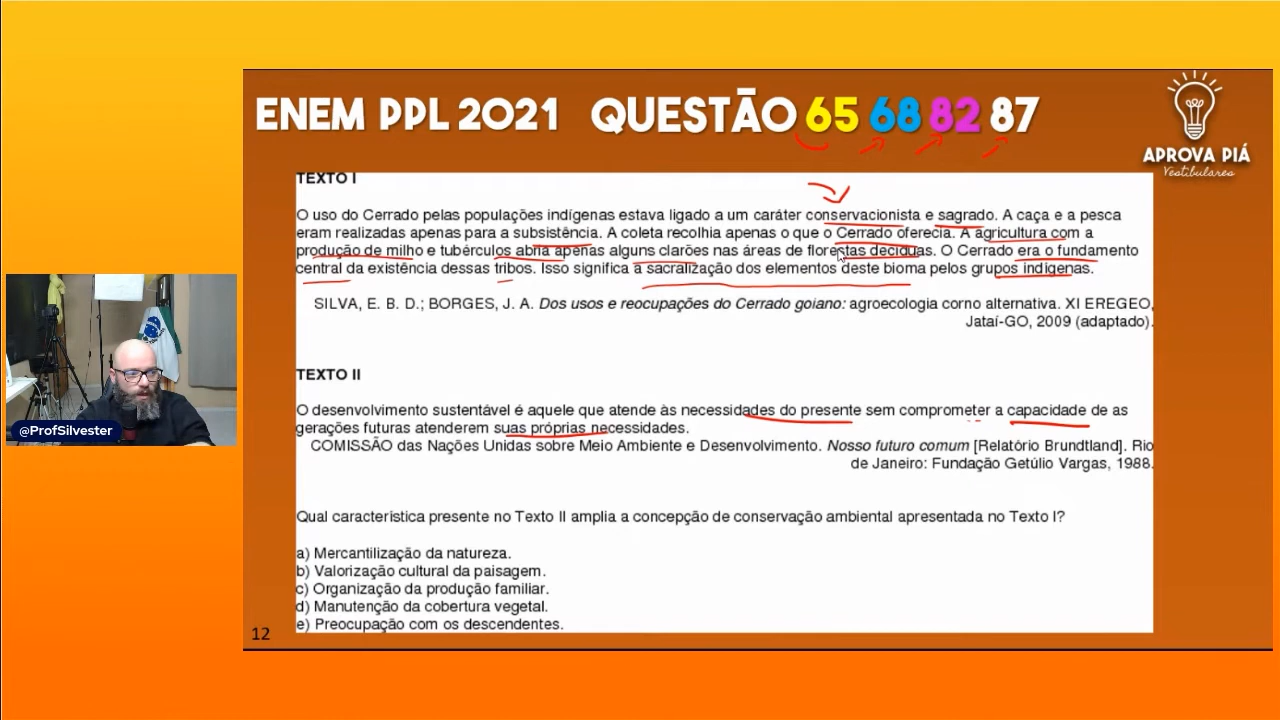 ENEM PPL 2021 QUESTÃO 65 68 82 87
APROVA PIÁ
Vestibulares
TEXTO I
O uso do Cerrado pelas populações indígenas estava ligado a um caráter conservacionista e sagrado. A caça e a pesca
eram realizadas apenas para a subsistência. A coleta recolhia apenas o que o Cerrado oferecia. A agricultura com a
produção de milho e tubérculos abria apenas alguns clarões nas áreas de florestas decíduas. O Cerrado era o fundamento
central da existência dessas tribos. Isso significa a sacralização dos elementos deste bioma pelos grupos indígenas.
SILVA, E. B. D.; BORGES, J. A. Dos usos e reocupações do Cerrado goiano: agroecologia corno alternativa. XI EREGEO,
Jataí-GO, 2009 (adaptado).
TEXTO II
O desenvolvimento sustentável é aquele que atende às necessidades do presente sem comprometer a capacidade de as
gerações futuras atenderem suas próprias necessidades.
COMISSÃO das Nações Unidas sobre Meio Ambiente e Desenvolvimento. Nosso futuro comum [Relatório Brundtland]. Rio
de Janeiro: Fundação Getúlio Vargas, 1988.
Qual característica presente no Texto II amplia a concepção de conservação ambiental apresentada no Texto I?
a) Mercantilização da natureza.
b) Valorização cultural da paisagem.
c) Organização da produção familiar.
d) Manutenção da cobertura vegetal.
e) Preocupação com os descendentes.
12
@ProfSilvester